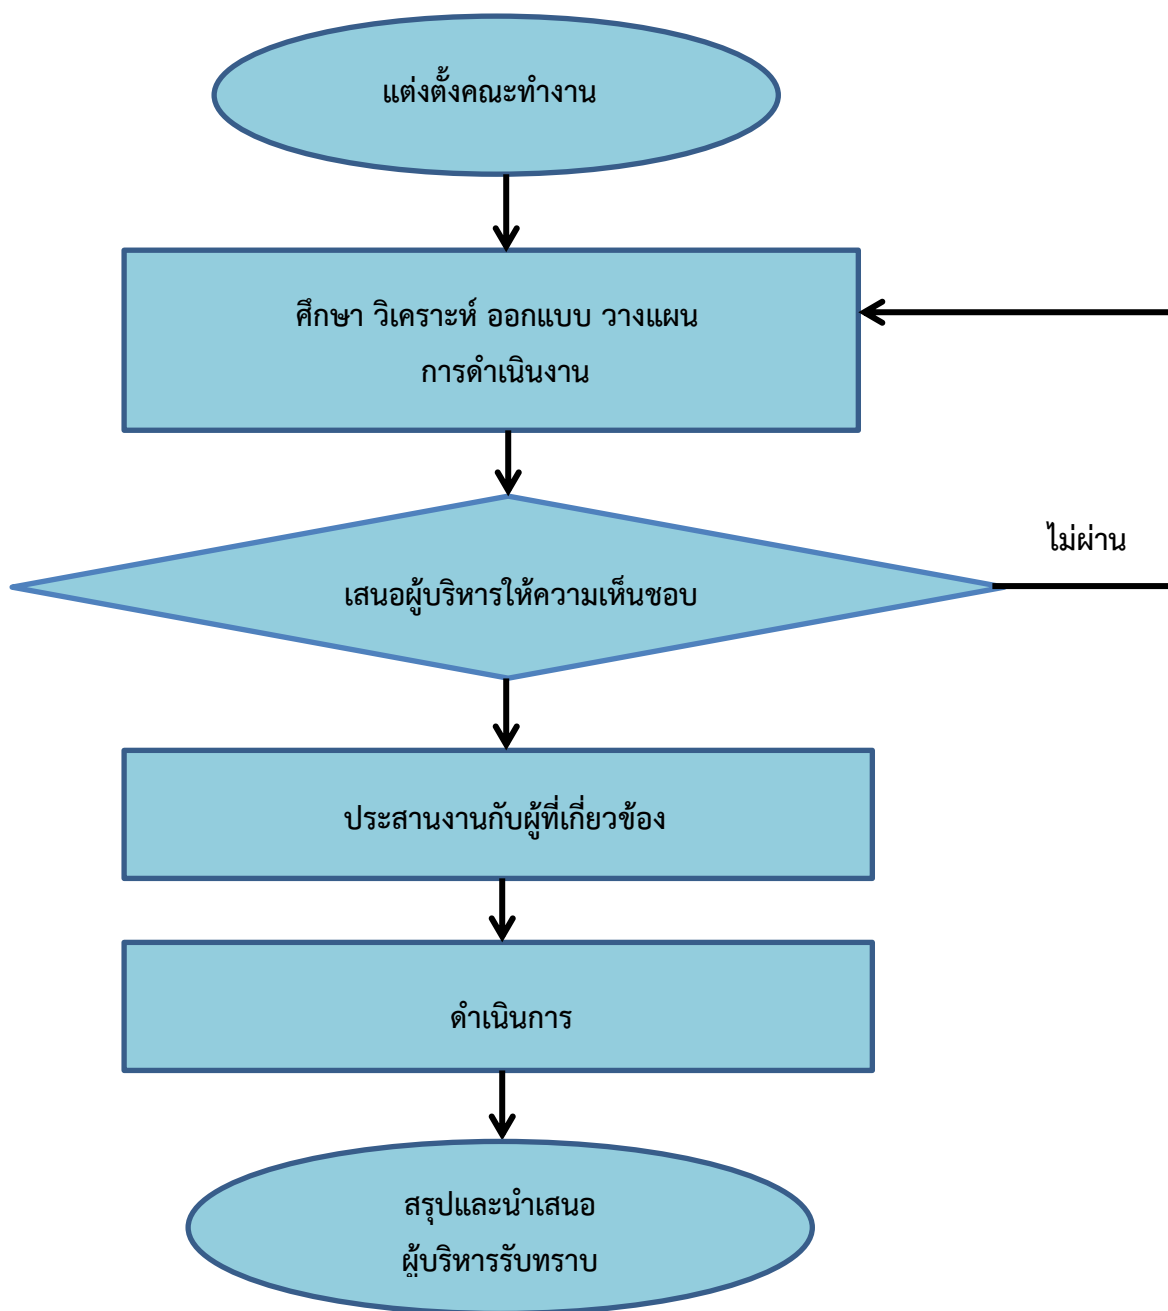 แต่งตั้งคณะทำงาน
ศึกษา วิเคราะห์ ออกแบบ วางแผน
การดำเนินงาน
ไม่ผ่าน
เสนอผู้บริหารให้ความเห็นชอบ
ประสานงานกับผู้ที่เกี่ยวข้อง
ดำเนินการ
สรุปและนำเสนอ
ผู้บริหารรับทราบ